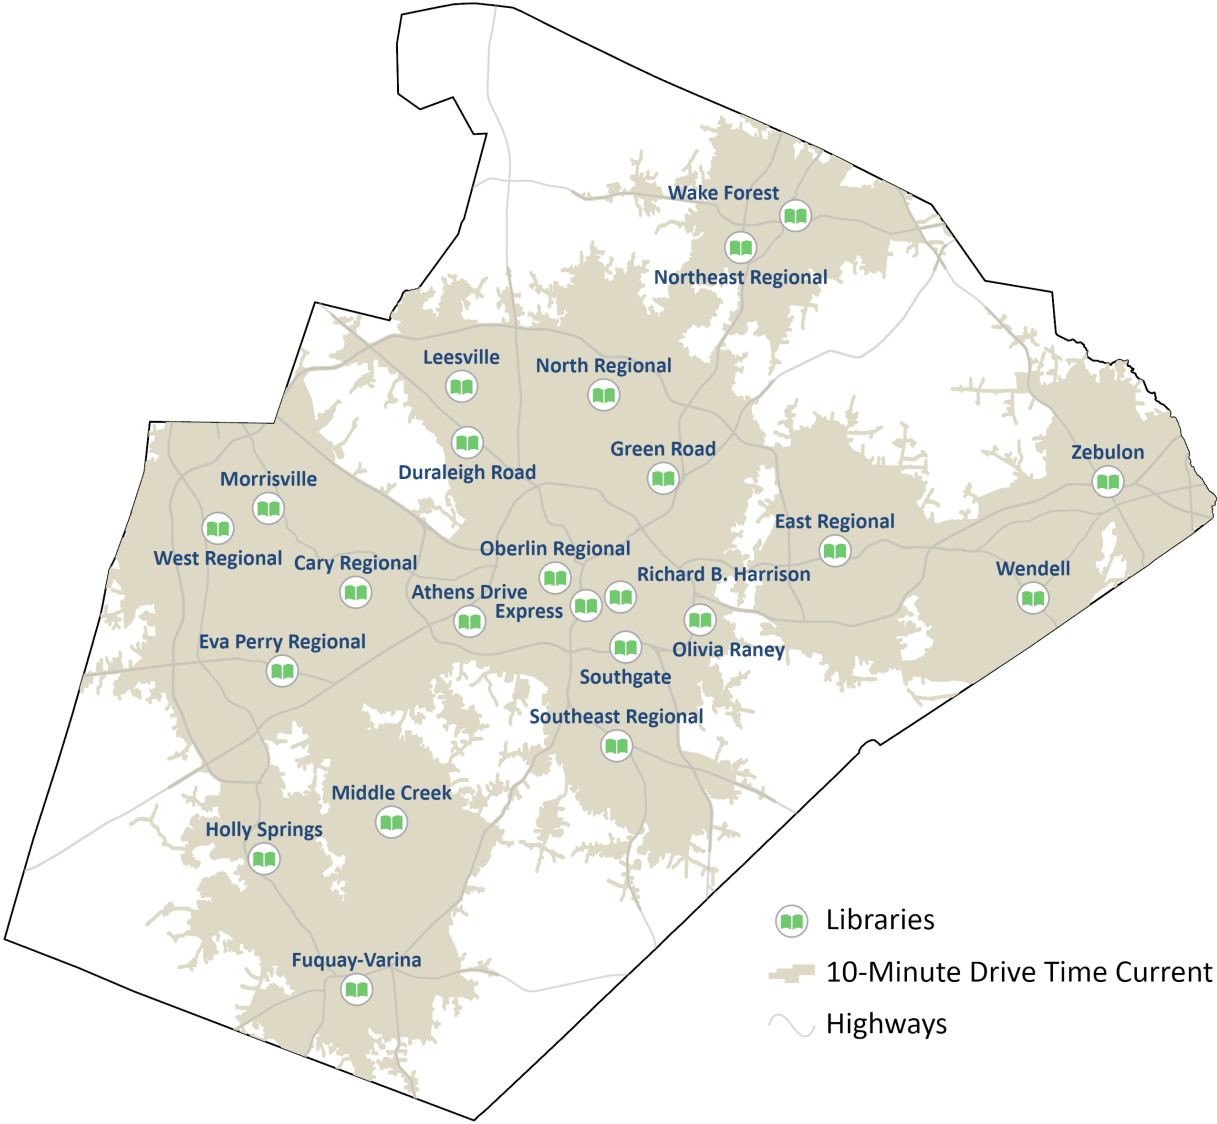 Wake Forest
Northeast Regional
Leesville
North Regional
Green Road
Duraleigh Road
Zebulon
Morrisville
East Regional
West Regional
Oberlin Regional
Cary Regional
Wendell
Richard B. Harrison
Athens Drive
Express
Eva Perry Regional
Olivia Raney
Southgate
Southeast Regional
Middle Creek
Holly Springs
Fuquay-Varina
Libraries
10-Minute Drive Time Current
Highways